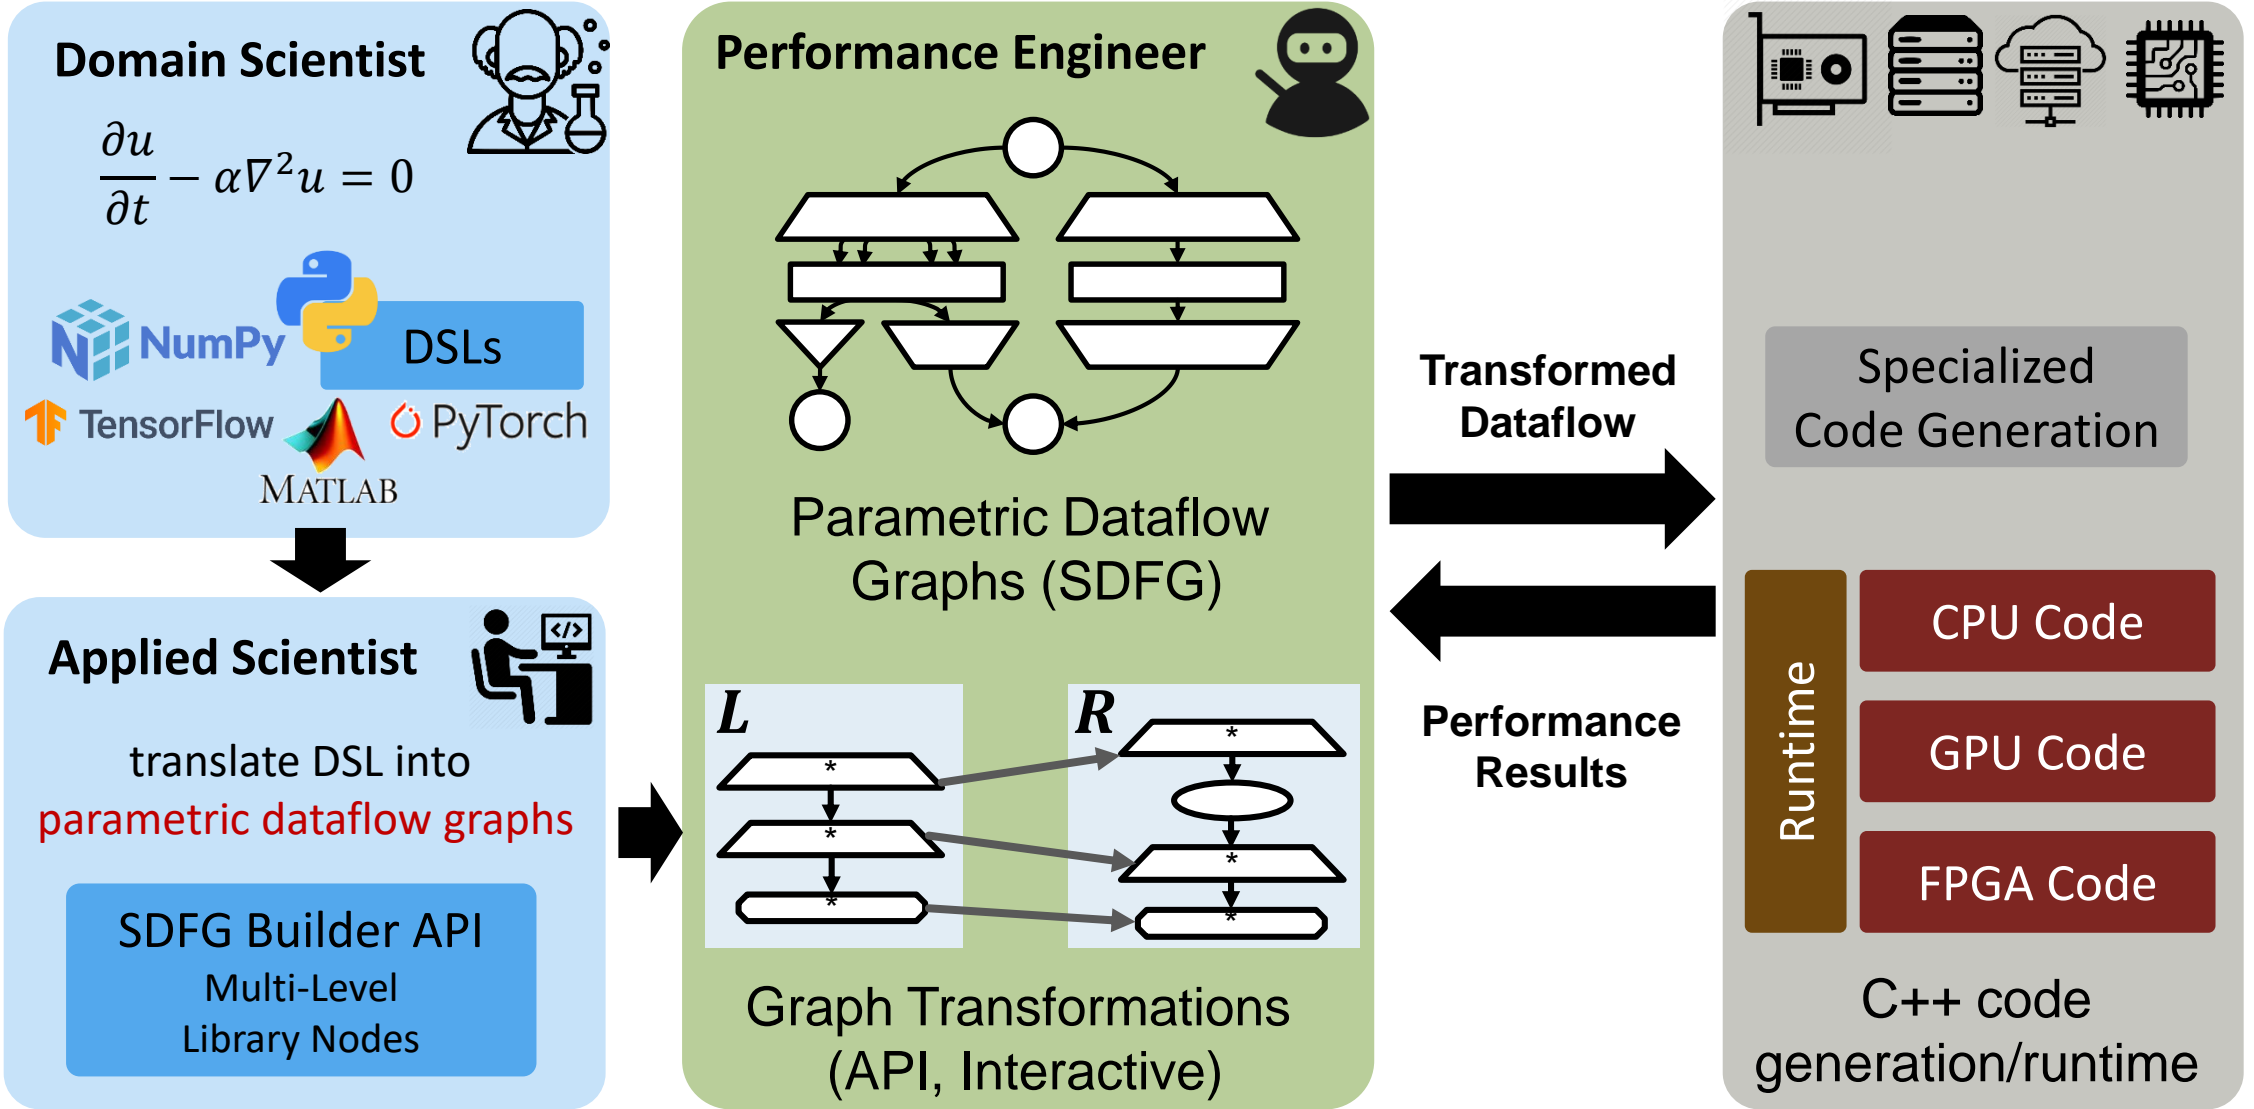 Domain Scientist
∂u/∂t − α∇²u = 0
NumPy
DSLs
TensorFlow
PyTorch
MATLAB
Applied Scientist
</>
translate DSL into
parametric dataflow graphs
SDFG Builder API
Multi-Level
Library Nodes
Performance Engineer
Parametric Dataflow
Graphs (SDFG)
L
*
*
*
R
*
*
*
Graph Transformations
(API, Interactive)
Transformed
Dataflow
Performance
Results
Specialized
Code Generation
Runtime
CPU Code
GPU Code
FPGA Code
C++ code
generation/runtime